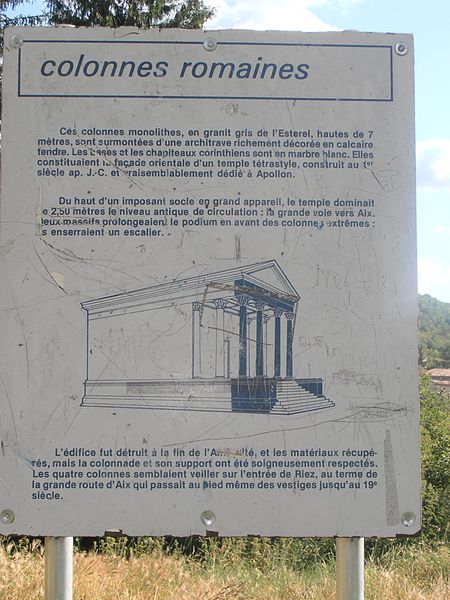 colonnes romaines
Ces colonnes monolithes, en granit gris de l'Esterel, hautes de 7
mètres, sont surmontées d'une architrave richement décorée en calcaire
tendre. Les bases et les chapiteaux corinthiens sont en marbre blanc. Elles
constituaient la façade orientale d'un temple tétrastyle, construit au 1er
siècle ap. J.-C. et vraisemblablement dédié à Apollon.
Du haut d'un imposant socle en grand appareil, le temple dominait
de 2,50 mètres le niveau antique de circulation : la grande voie vers Aix.
Deux massifs prolongeaient le podium en avant des colonnes extrêmes :
ils enserraient un escalier.
L'édifice fut détruit à la fin de l'Antiquité, et les matériaux récupé-
rés, mais la colonnade et son support ont été soigneusement respectés.
Les quatre colonnes semblaient veiller sur l'entrée de Riez, au terme de
la grande route d'Aix qui passait au pied même des vestiges jusqu'au 19e
siècle.